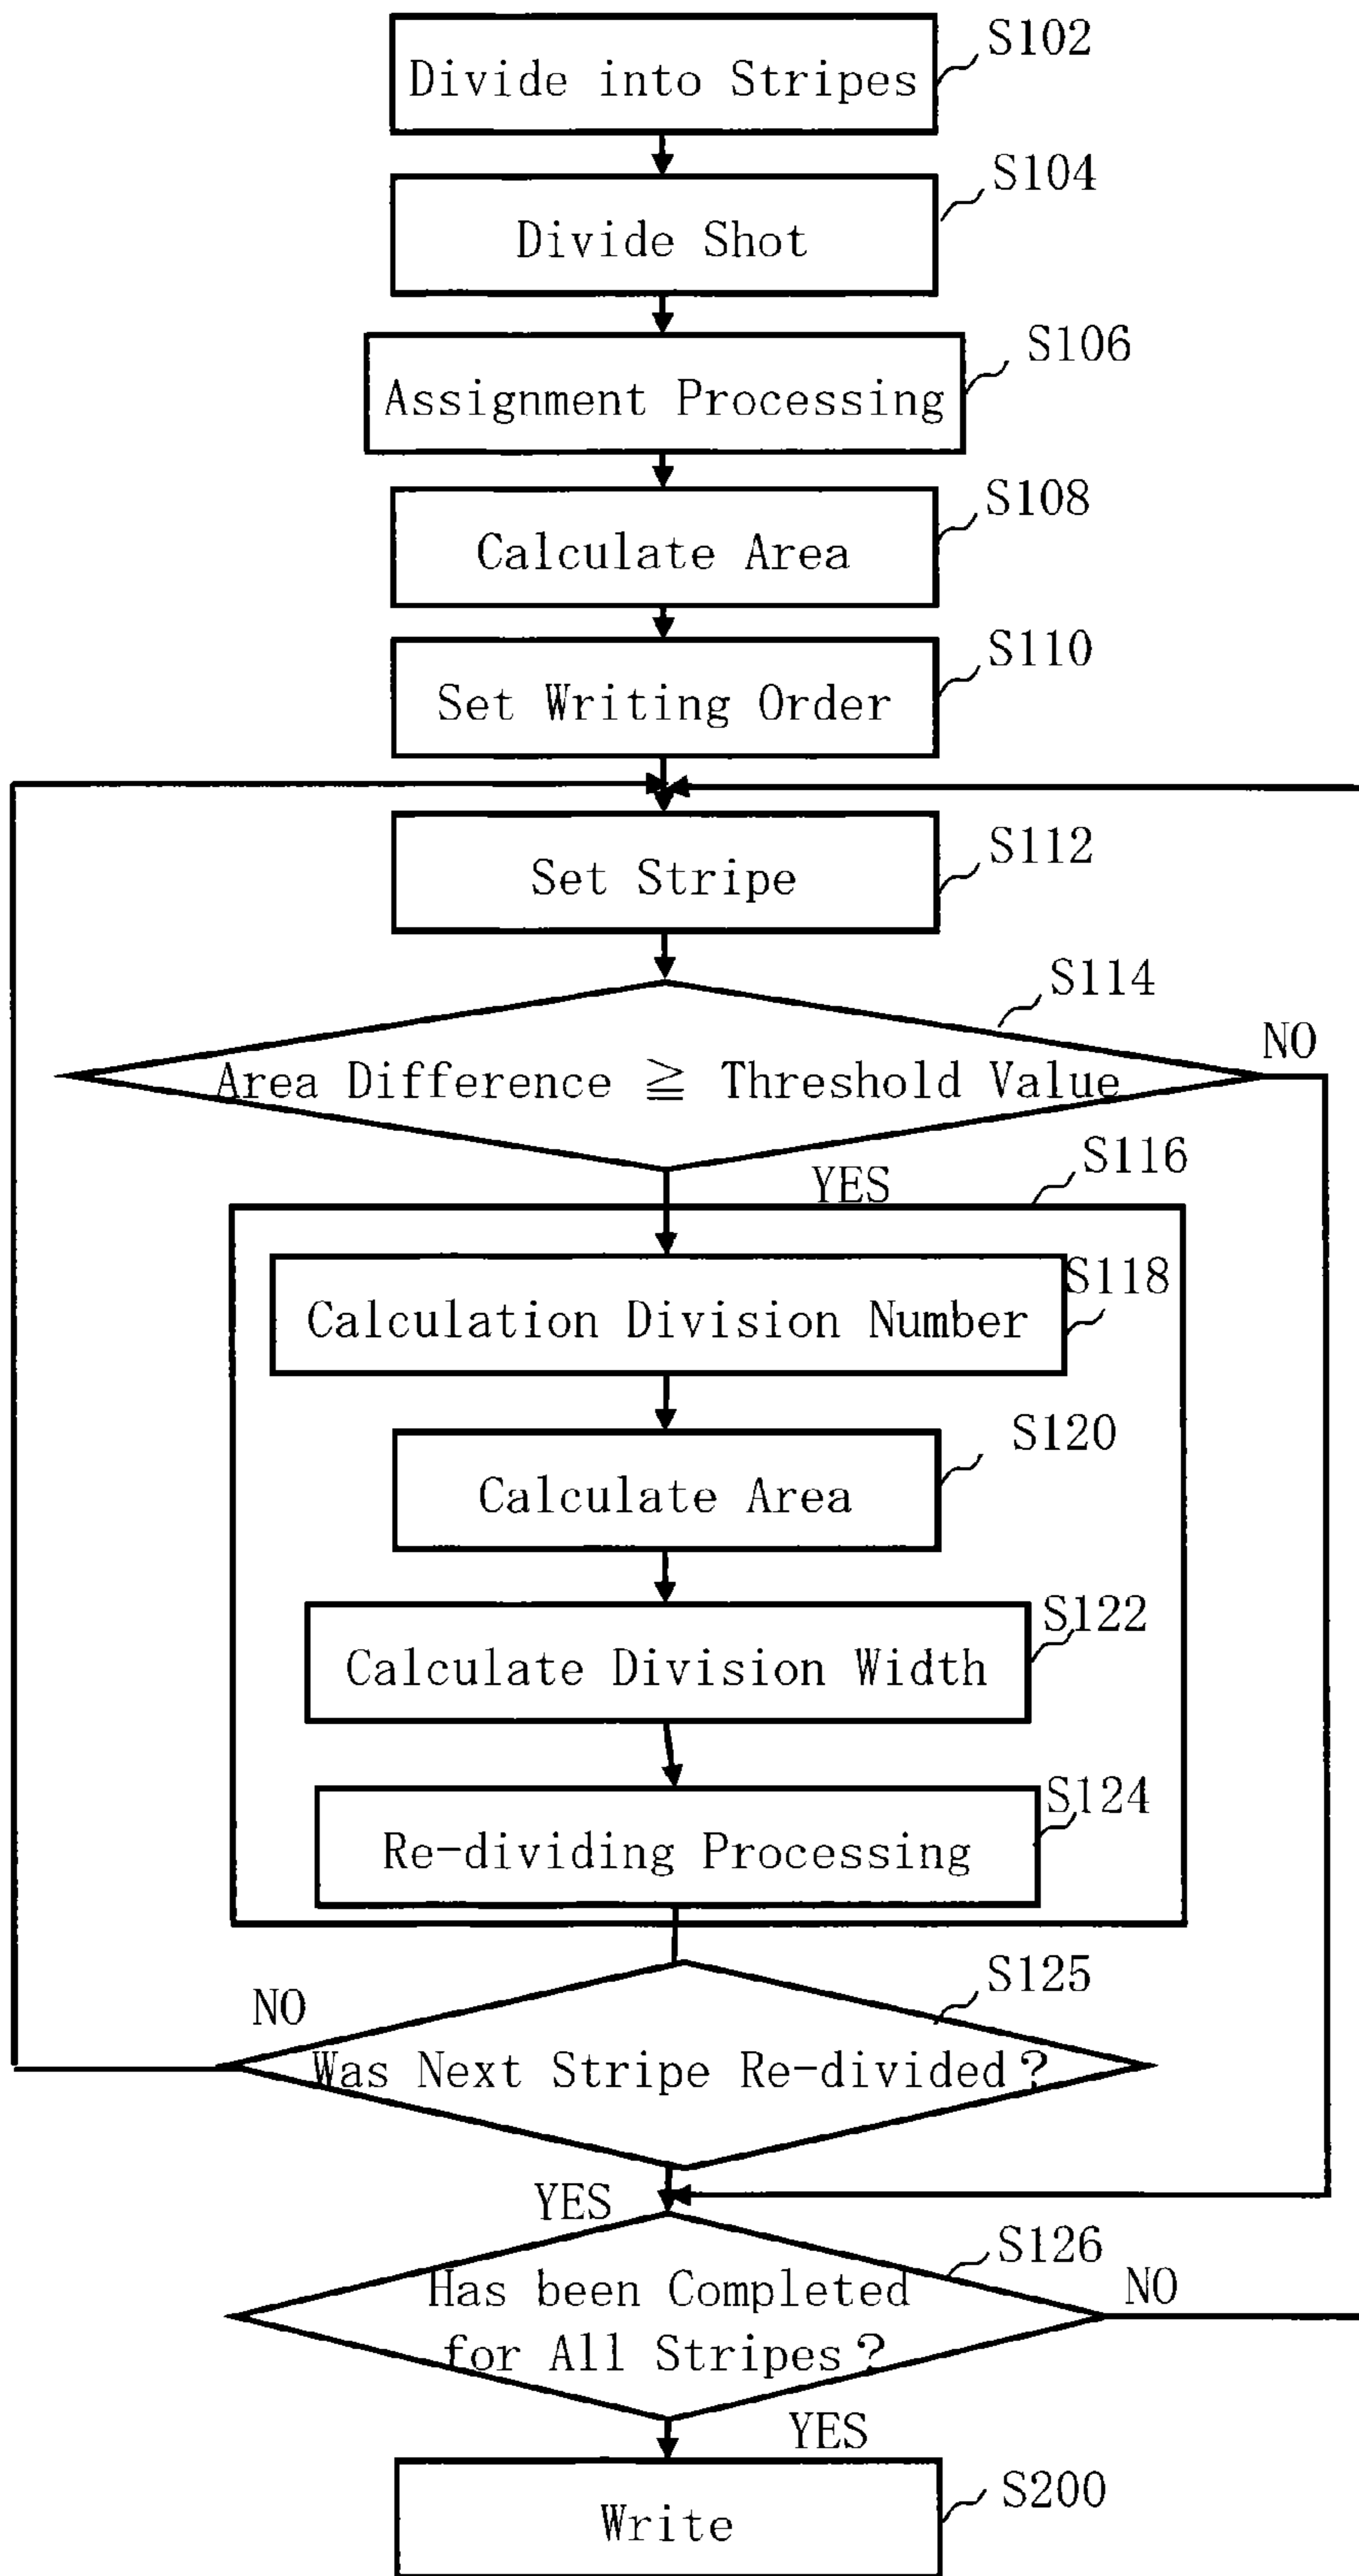 Divide into Stripes
S102
Divide Shot
S104
Assignment Processing
S106
Calculate Area
S108
Set Writing Order
S110
Set Stripe
S112
Area Difference ≧ Threshold Value
S114
NO
YES
S116
Calculation Division Number
S118
Calculate Area
S120
Calculate Division Width
S122
Re-dividing Processing
S124
NO
Was Next Stripe Re-divided?
S125
YES
Has been Completed
for All Stripes?
S126
NO
YES
Write
S200